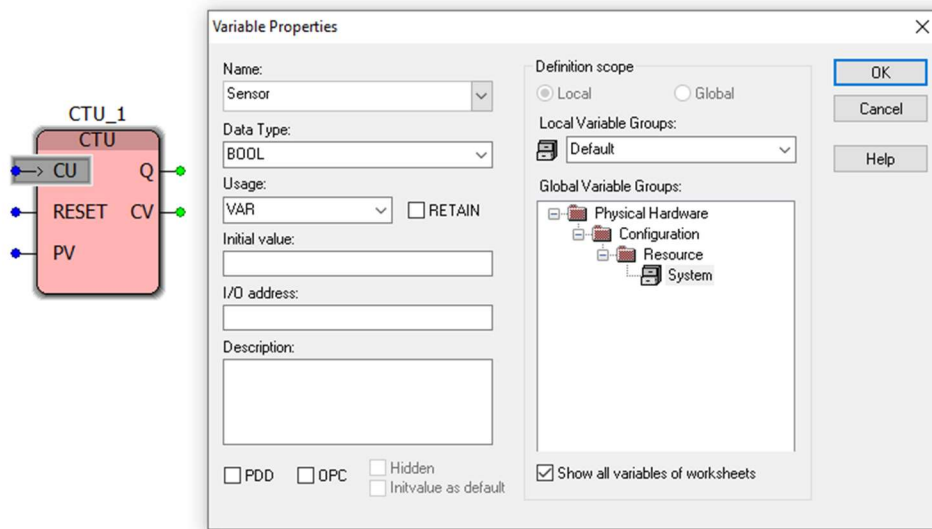 CTU_1
CTU
CU
Q
RESET
CV
PV
Variable Properties
Name:
Sensor
Data Type:
BOOL
Usage:
VAR
RETAIN
Initial value:
I/O address:
Description:
PDD
OPC
Hidden
Initvalue as default
Definition scope
Local
Global
Local Variable Groups:
Default
Global Variable Groups:
Physical Hardware
Configuration
Resource
System
Show all variables of worksheets
OK
Cancel
Help